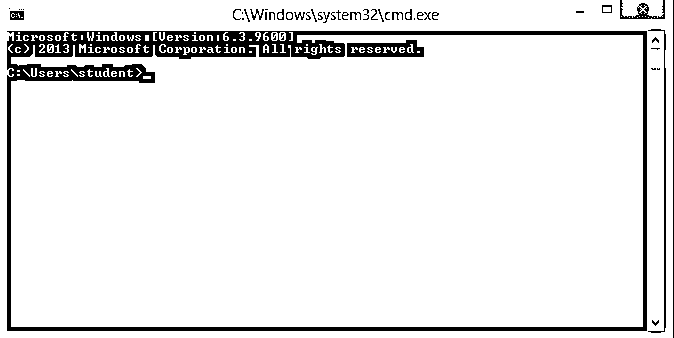 C:\Windows\system32\cmd.exe
Microsoft Windows [Version 6.3.9600]
(c) 2013 Microsoft Corporation. All rights reserved.
C:\Users\student>_